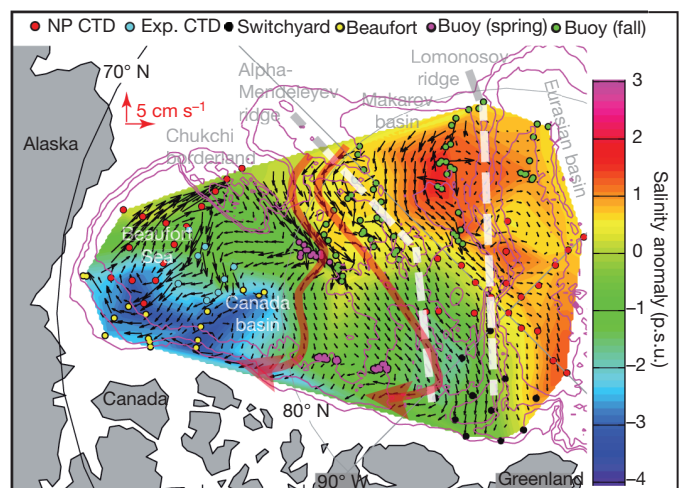 NP CTD Exp. CTD Switchyard Beaufort Buoy (spring) Buoy (fall)
70° N
Alpha-
Mendeleyev
ridge
Lomonosov
ridge
5 cm s⁻¹
Makarov
basin
Eurasian
basin
Alaska
Chukchi
borderland
Beaufort
Sea
Canada
basin
Canada
80° N
90° W
Greenland
3
2
1
0
−1
−2
−3
−4
Salinity anomaly (p.s.u.)